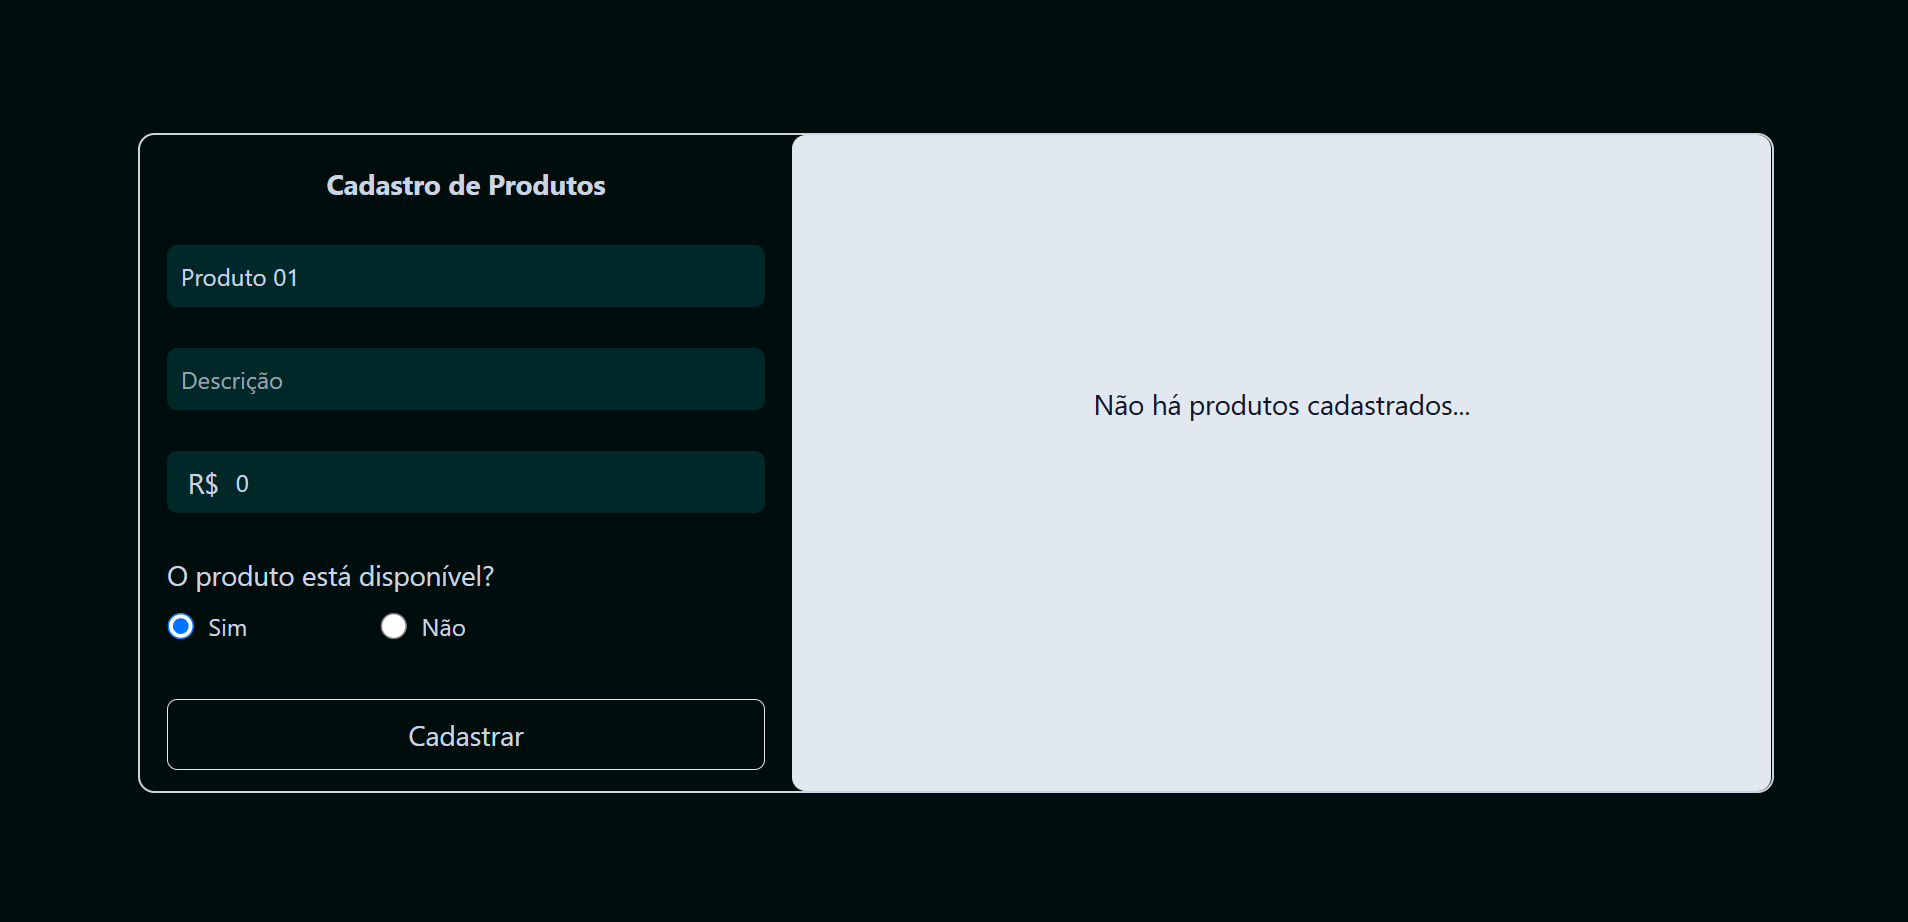 Cadastro de Produtos
Produto 01
Descrição
R$ 0
O produto está disponível?
Sim Não
Cadastrar
Não há produtos cadastrados...